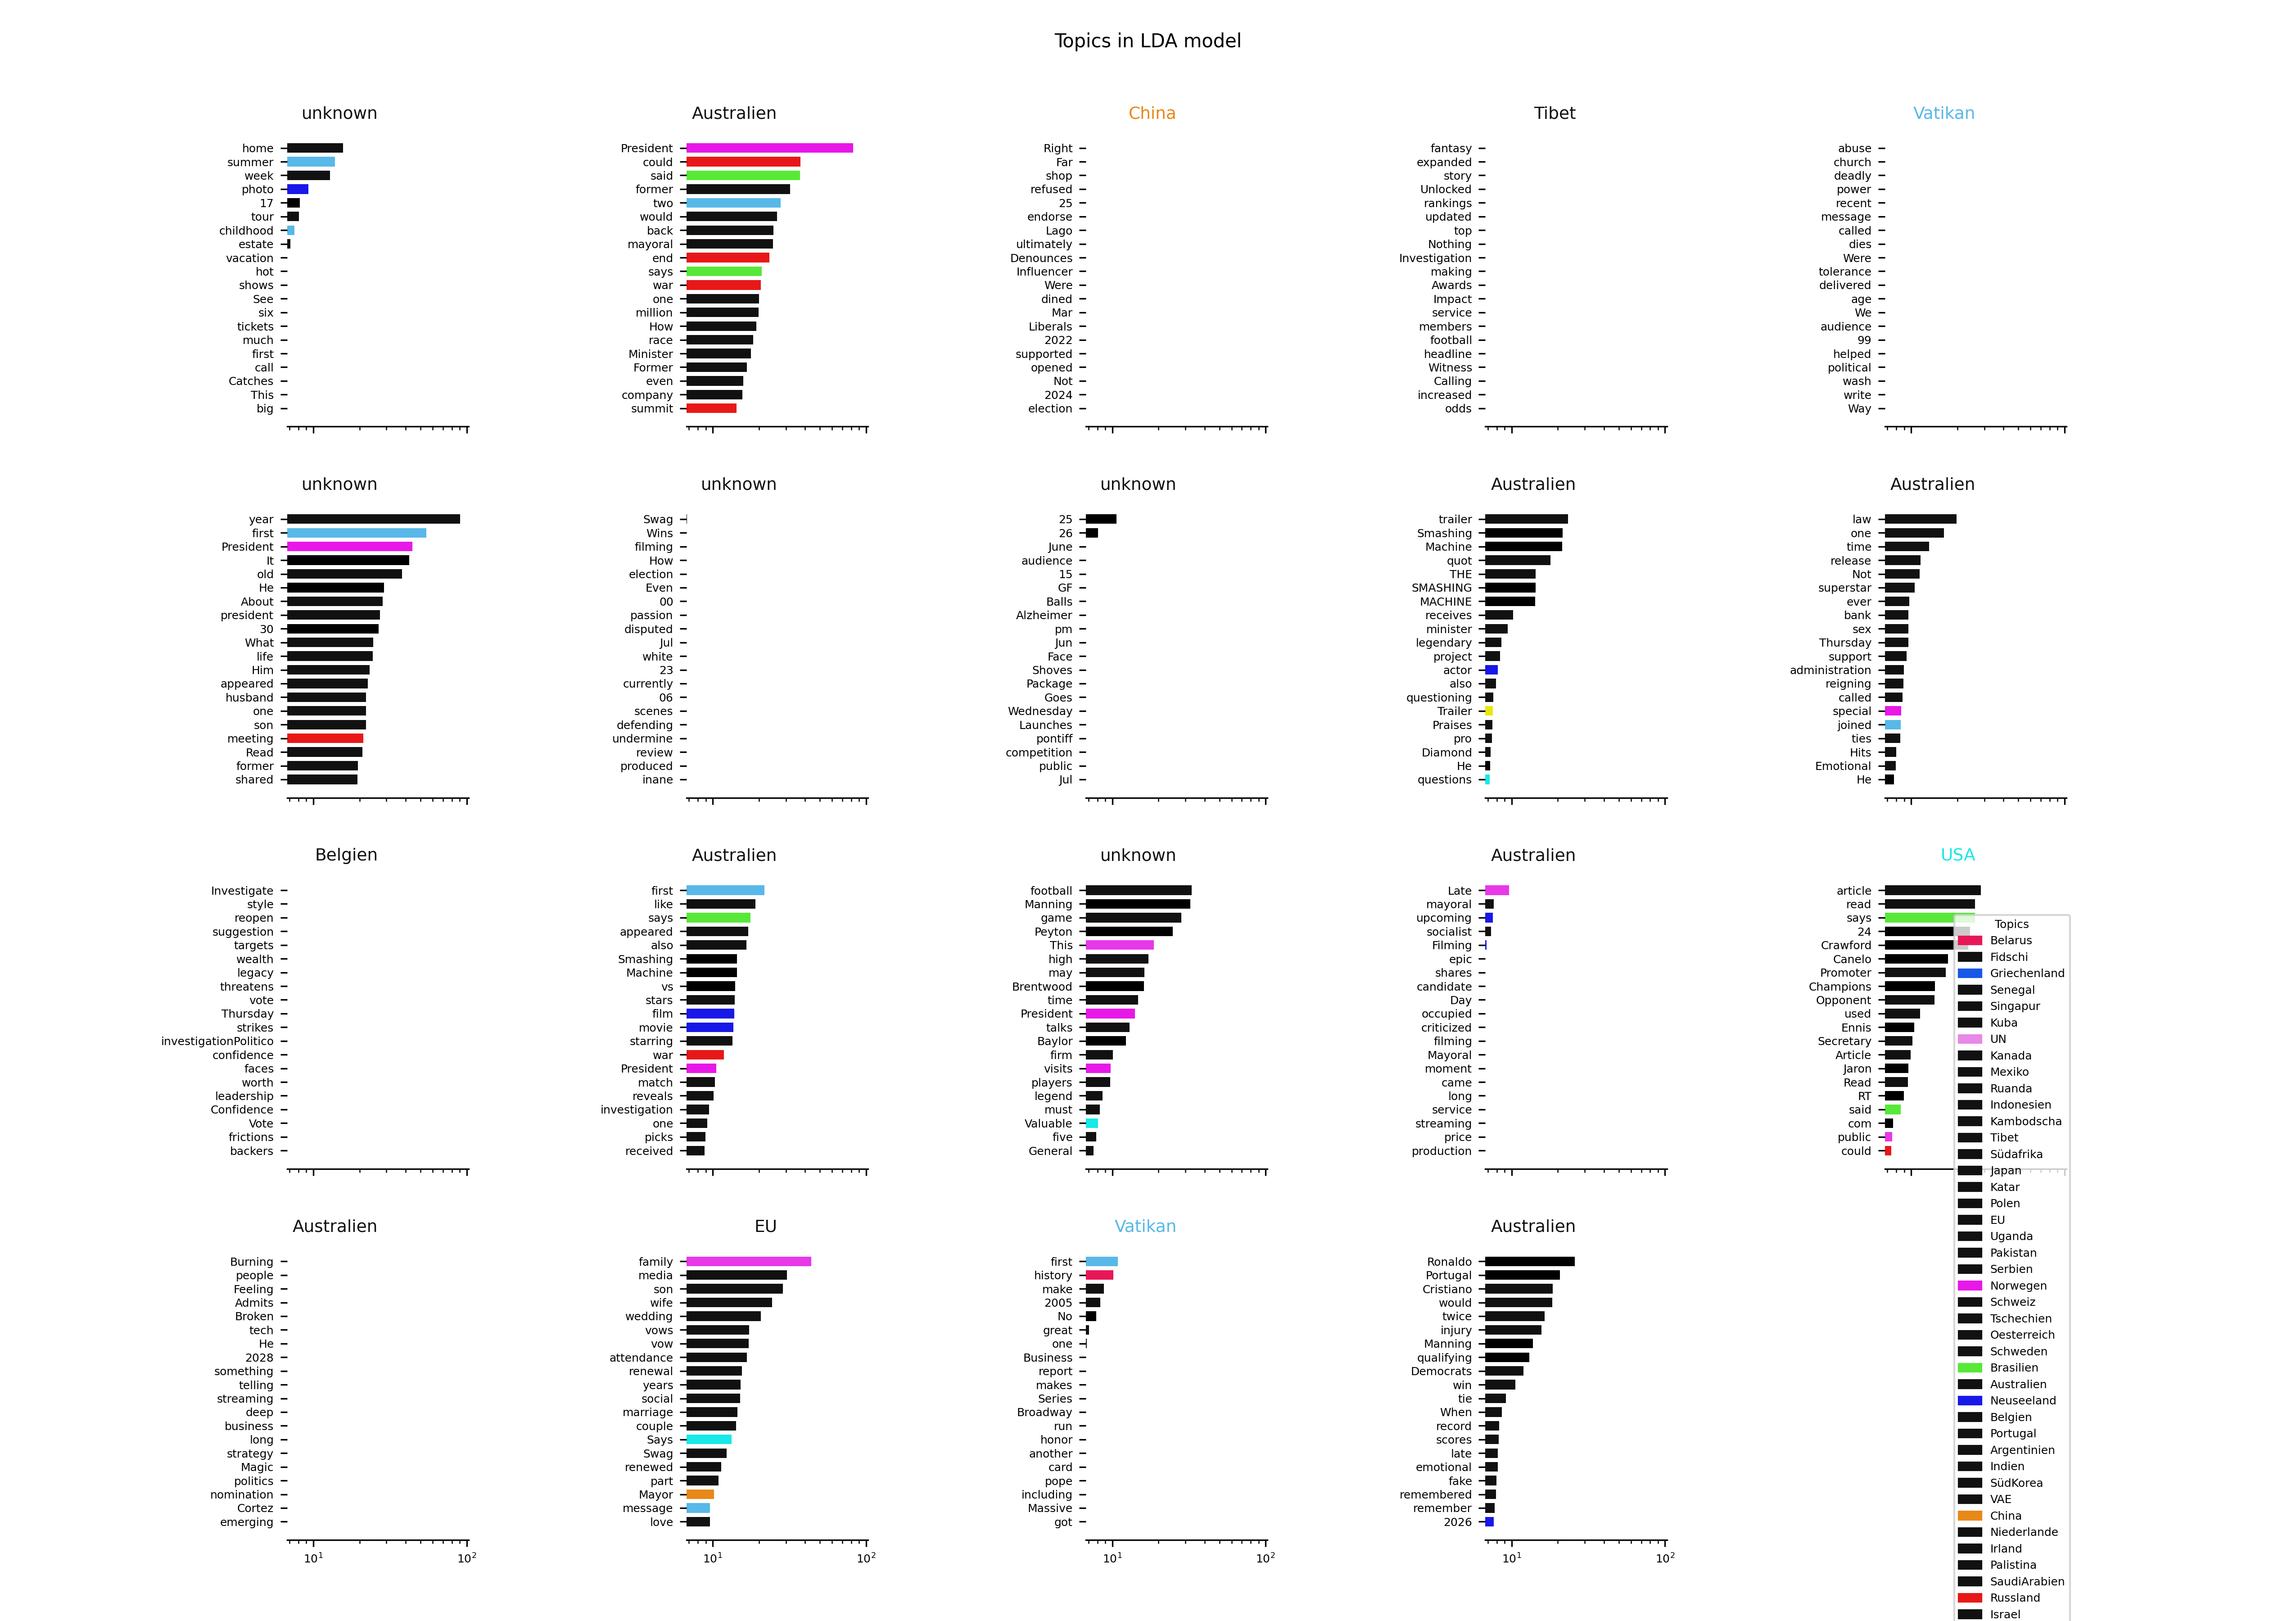 Topics in LDA model
unknown
home
summer
week
photo
17
tour
childhood
estate
vacation
hot
shows
See
six
tickets
much
first
call
Catches
This
big
Australien
President
could
said
former
two
would
back
mayoral
end
says
war
one
million
How
race
Minister
Former
even
company
summit
China
Right
Far
shop
refused
25
endorse
Lago
ultimately
Denounces
Influencer
Were
dined
Mar
Liberals
2022
supported
opened
Not
2024
election
Tibet
fantasy
expanded
story
Unlocked
rankings
updated
top
Nothing
Investigation
making
Awards
Impact
service
members
football
headline
Witness
Calling
increased
odds
Vatikan
abuse
church
deadly
power
recent
message
called
dies
Were
tolerance
delivered
age
We
audience
99
helped
political
wash
write
Way
unknown
year
first
President
It
old
He
About
president
30
What
life
Him
appeared
husband
one
son
meeting
Read
former
shared
unknown
Swag
Wins
filming
How
election
Even
00
passion
disputed
Jul
white
23
currently
06
scenes
defending
undermine
review
produced
inane
unknown
25
26
June
audience
15
GF
Balls
Alzheimer
pm
Jun
Face
Shoves
Package
Goes
Wednesday
Launches
pontiff
competition
public
Jul
Australien
trailer
Smashing
Machine
quot
THE
SMASHING
MACHINE
receives
minister
legendary
project
actor
also
questioning
Trailer
Praises
pro
Diamond
He
questions
Australien
law
one
time
release
Not
superstar
ever
bank
sex
Thursday
support
administration
reigning
called
special
joined
ties
Hits
Emotional
He
Belgien
Investigate
style
reopen
suggestion
targets
wealth
legacy
threatens
vote
Thursday
strikes
investigationPolitico
confidence
faces
worth
leadership
Confidence
Vote
frictions
backers
Australien
first
like
says
appeared
also
Smashing
Machine
vs
stars
film
movie
starring
war
President
match
reveals
investigation
one
picks
received
unknown
football
Manning
game
Peyton
This
high
may
Brentwood
time
President
talks
Baylor
firm
visits
players
legend
must
Valuable
five
General
Australien
Late
mayoral
upcoming
socialist
Filming
epic
shares
candidate
Day
occupied
criticized
filming
Mayoral
moment
came
long
service
streaming
price
production
USA
article
read
says
24
Crawford
Canelo
Promoter
Champions
Opponent
used
Ennis
Secretary
Article
Jaron
Read
RT
said
com
public
could
Australien
Burning
people
Feeling
Admits
Broken
tech
He
2028
something
telling
streaming
deep
business
long
strategy
Magic
politics
nomination
Cortez
emerging
10¹ 10²
EU
family
media
son
wife
wedding
vows
vow
attendance
renewal
years
social
marriage
couple
Says
Swag
renewed
part
Mayor
message
love
10¹ 10²
Vatikan
first
history
make
2005
No
great
one
Business
report
makes
Series
Broadway
run
honor
another
card
pope
including
Massive
got
10¹ 10²
Australien
Ronaldo
Portugal
Cristiano
would
twice
injury
Manning
qualifying
Democrats
win
tie
When
record
scores
late
emotional
fake
remembered
remember
2026
10¹ 10²
Topics
Belarus
Fidschi
Griechenland
Senegal
Singapur
Kuba
UN
Kanada
Mexiko
Ruanda
Indonesien
Kambodscha
Tibet
Südafrika
Japan
Katar
Polen
EU
Uganda
Pakistan
Serbien
Norwegen
Schweiz
Tschechien
Oesterreich
Schweden
Brasilien
Australien
Neuseeland
Belgien
Portugal
Argentinien
Indien
SüdKorea
VAE
China
Niederlande
Irland
Palistina
SaudiArabien
Russland
Israel